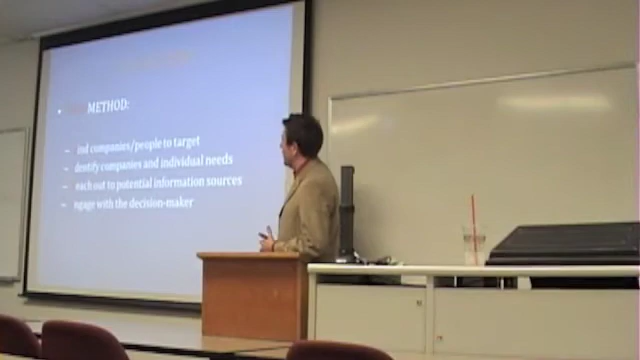 METHOD:
– ind companies/people to target
– dentify companies and individual needs
– each out to potential information sources
– ngage with the decision-maker